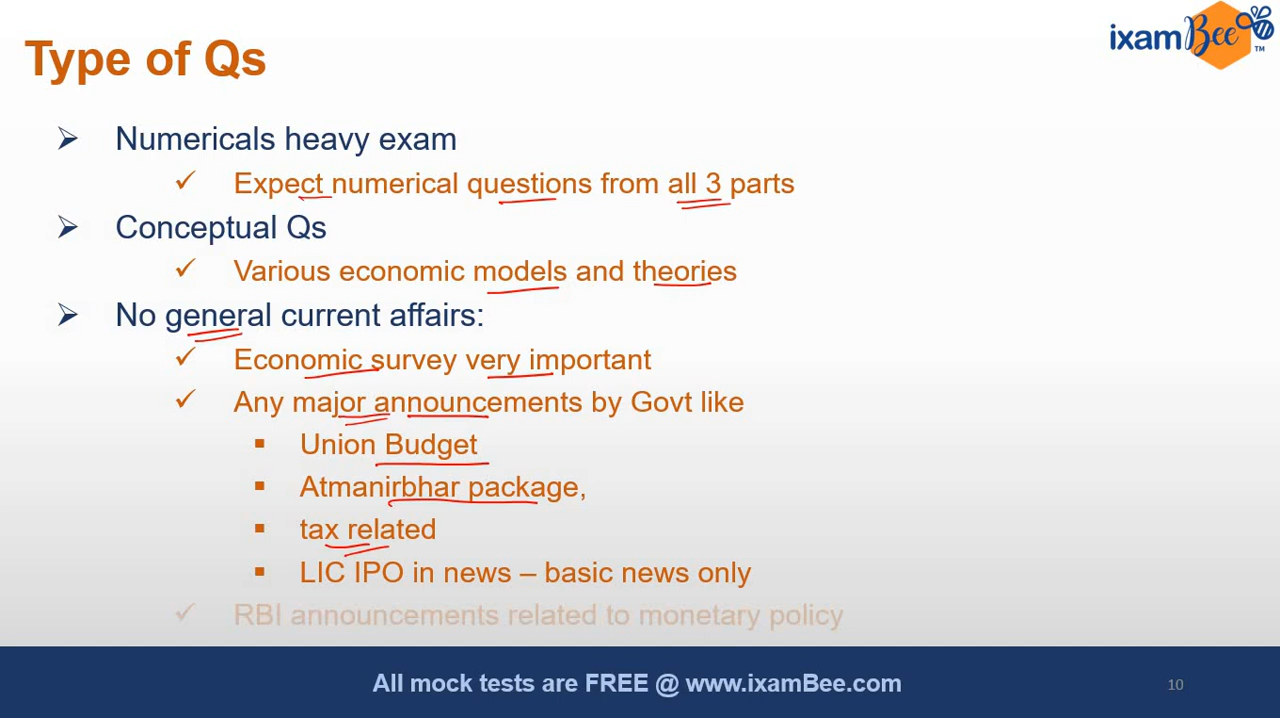 ixamBee™
Type of Qs
➢ Numericals heavy exam
✓ Expect numerical questions from all 3 parts
➢ Conceptual Qs
✓ Various economic models and theories
➢ No general current affairs:
✓ Economic survey very important
✓ Any major announcements by Govt like
▪ Union Budget
▪ Atmanirbhar package,
▪ tax related
▪ LIC IPO in news – basic news only
✓ RBI announcements related to monetary policy
All mock tests are FREE @ www.ixamBee.com
10